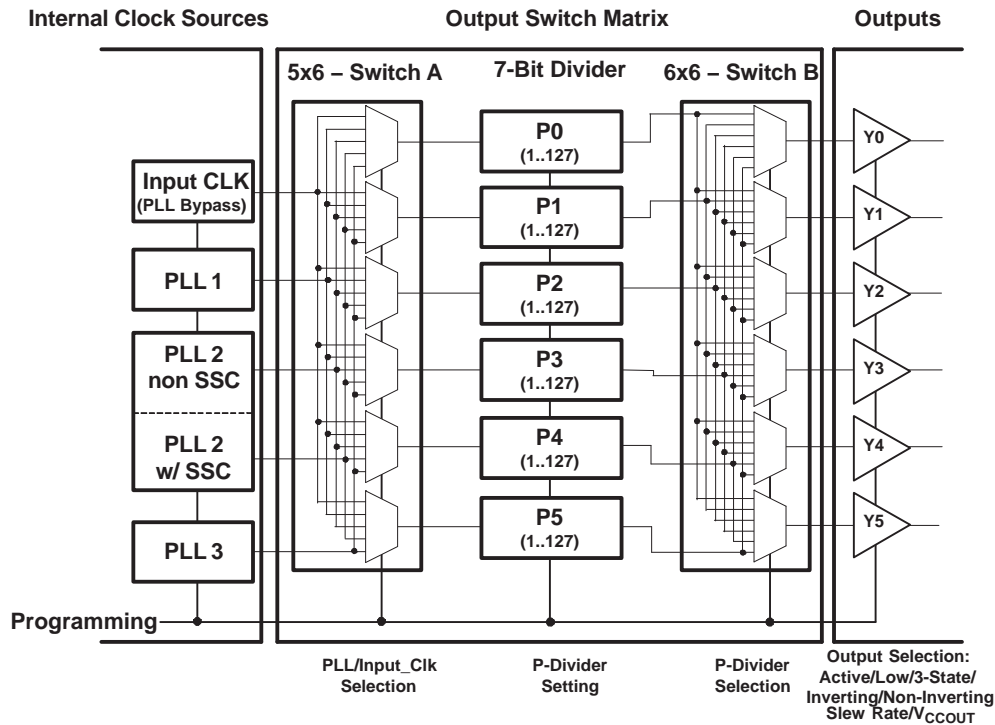 Internal Clock Sources
Output Switch Matrix
Outputs
5x6 – Switch A
7-Bit Divider
6x6 – Switch B
Input CLK
(PLL Bypass)
PLL 1
PLL 2
non SSC
PLL 2
w/ SSC
PLL 3
P0
(1..127)
P1
(1..127)
P2
(1..127)
P3
(1..127)
P4
(1..127)
P5
(1..127)
Y0
Y1
Y2
Y3
Y4
Y5
Programming
PLL/Input_Clk
Selection
P-Divider
Setting
P-Divider
Selection
Output Selection:
Active/Low/3-State/
Inverting/Non-Inverting
Slew Rate/VCCOUT